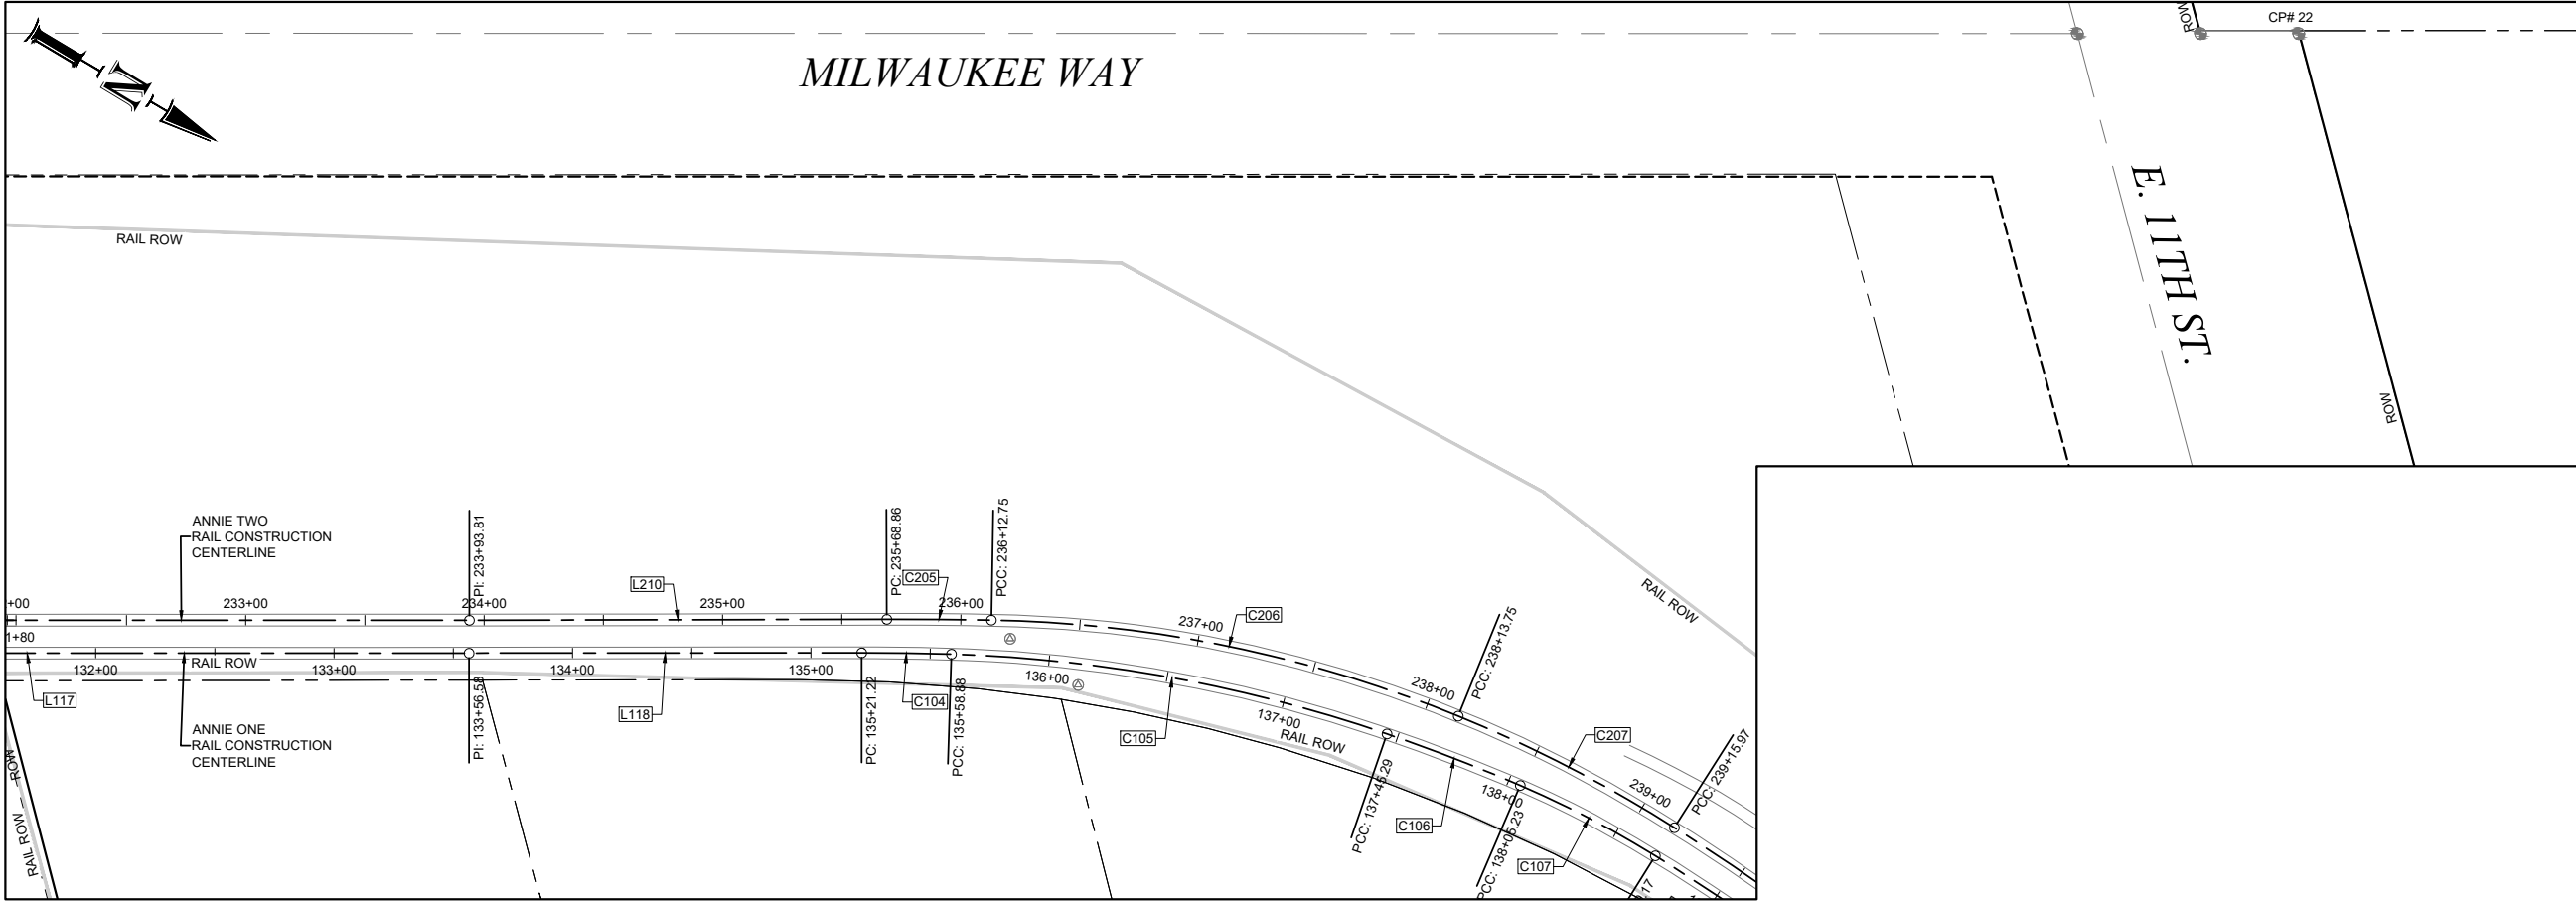 ROW
CP# 22
N
MILWAUKEE WAY
E. 11TH ST.
RAIL ROW
ROW
ANNIE TWO
RAIL CONSTRUCTION
CENTERLINE
PI: 233+93.81
PC: 235+68.86
PCC: 236+12.75
L210
C205
RAIL ROW
+00
233+00
234+00
235+00
236+00
237+00
C206
PCC: 238+13.75
1+80
RAIL ROW
132+00
133+00
134+00
135+00
136+00
238+00
L117
L118
C104
C105
137+00
RAIL ROW
C207
PCC: 239+15.97
ANNIE ONE
RAIL CONSTRUCTION
CENTERLINE
PI: 133+56.58
PC: 135+21.22
PCC: 135+58.88
PCC: 137+45.29
138+00
239+00
C106
PCC: 138+05.23
C107
ROW
RAIL ROW
17